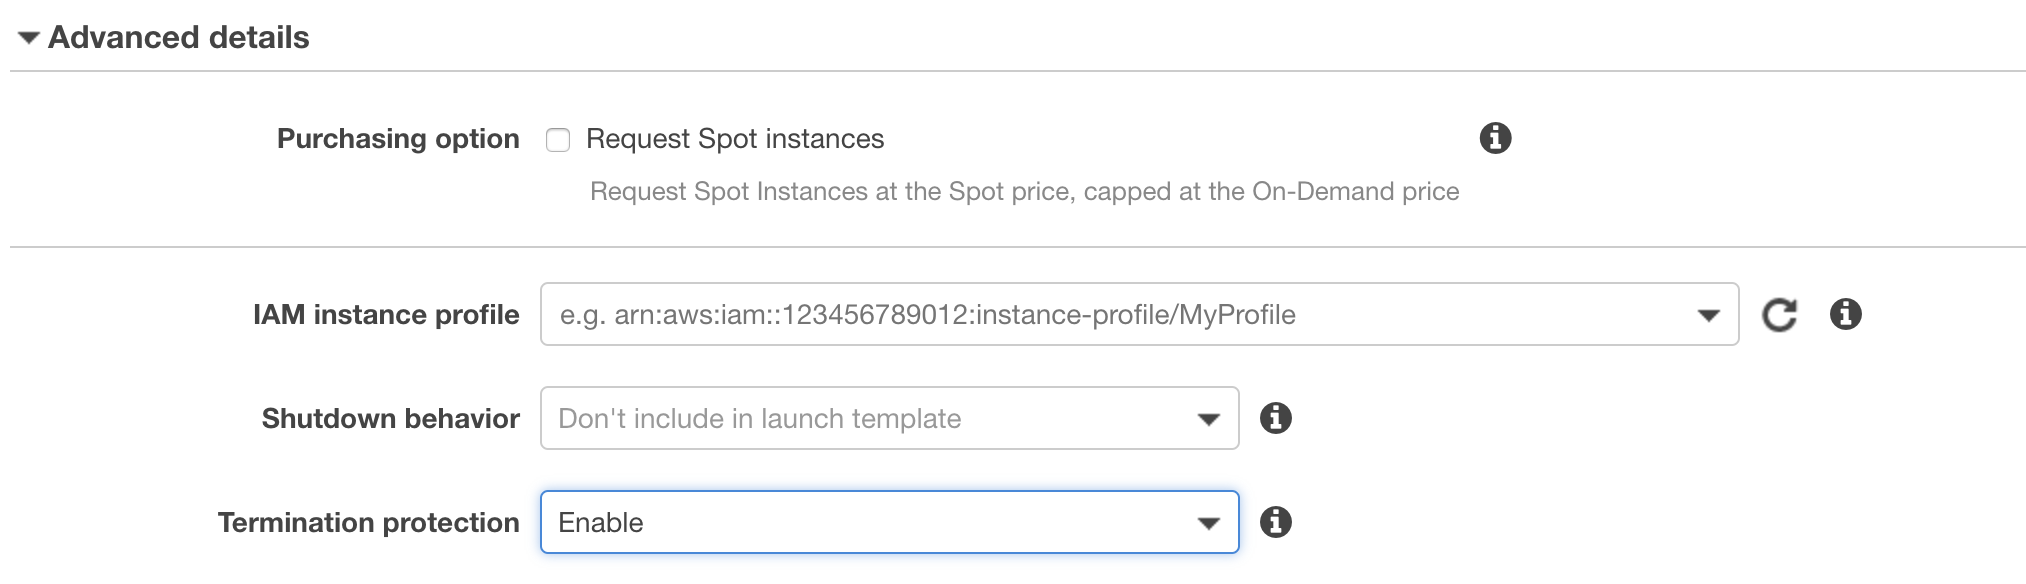 Advanced details
Purchasing option Request Spot instances
Request Spot Instances at the Spot price, capped at the On-Demand price
IAM instance profile e.g. arn:aws:iam::123456789012:instance-profile/MyProfile
Shutdown behavior Don't include in launch template
Termination protection Enable